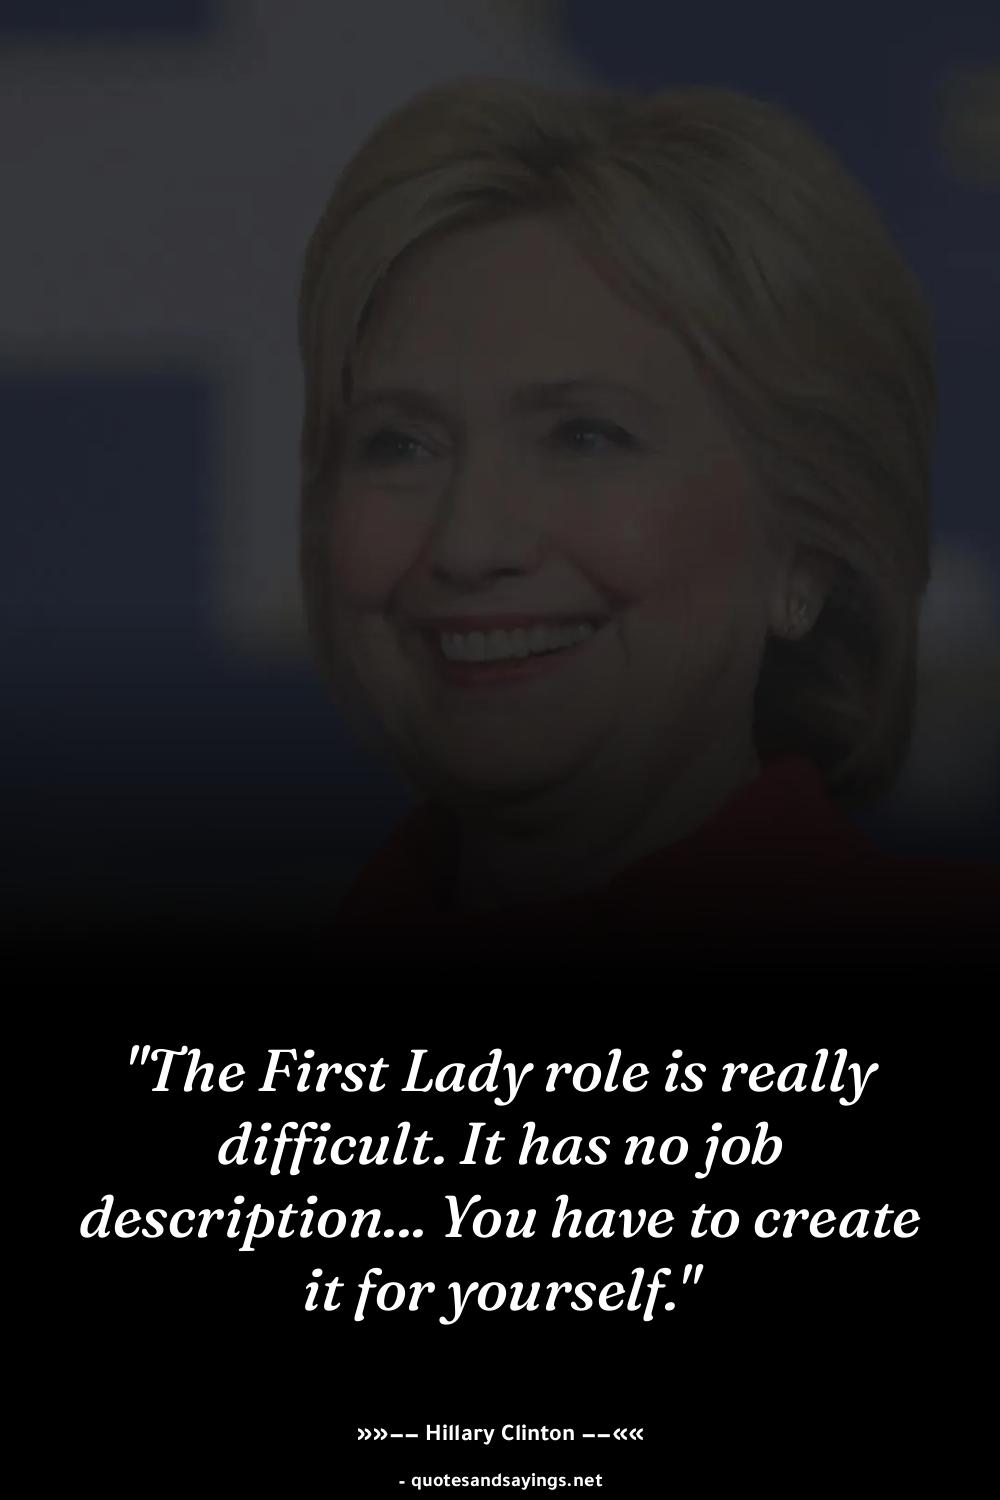 "The First Lady role is really
difficult. It has no job
description... You have to create
it for yourself."
»»−− Hillary Clinton −−««
- quotesandsayings.net